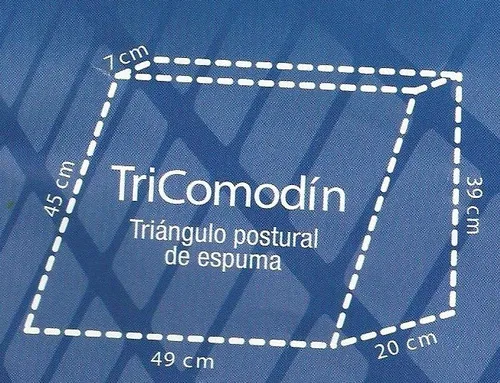 7 cm
45 cm
TriComodín
Triángulo postural
de espuma
39 cm
49 cm
20 cm